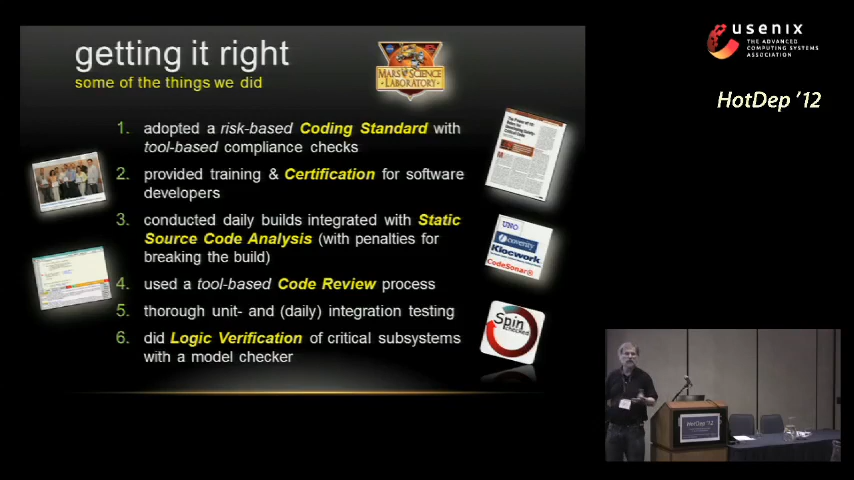 getting it right
some of the things we did
MARS SCIENCE
LABORATORY
1. adopted a risk-based Coding Standard with
tool-based compliance checks
2. provided training & Certification for software
developers
3. conducted daily builds integrated with Static
Source Code Analysis (with penalties for
breaking the build)
4. used a tool-based Code Review process
5. thorough unit- and (daily) integration testing
6. did Logic Verification of critical subsystems
with a model checker
UNO
coverity
Klocwork
CodeSonar®
Spin
checked
usenix
THE ADVANCED
COMPUTING SYSTEMS
ASSOCIATION
HotDep '12
HotDep '12